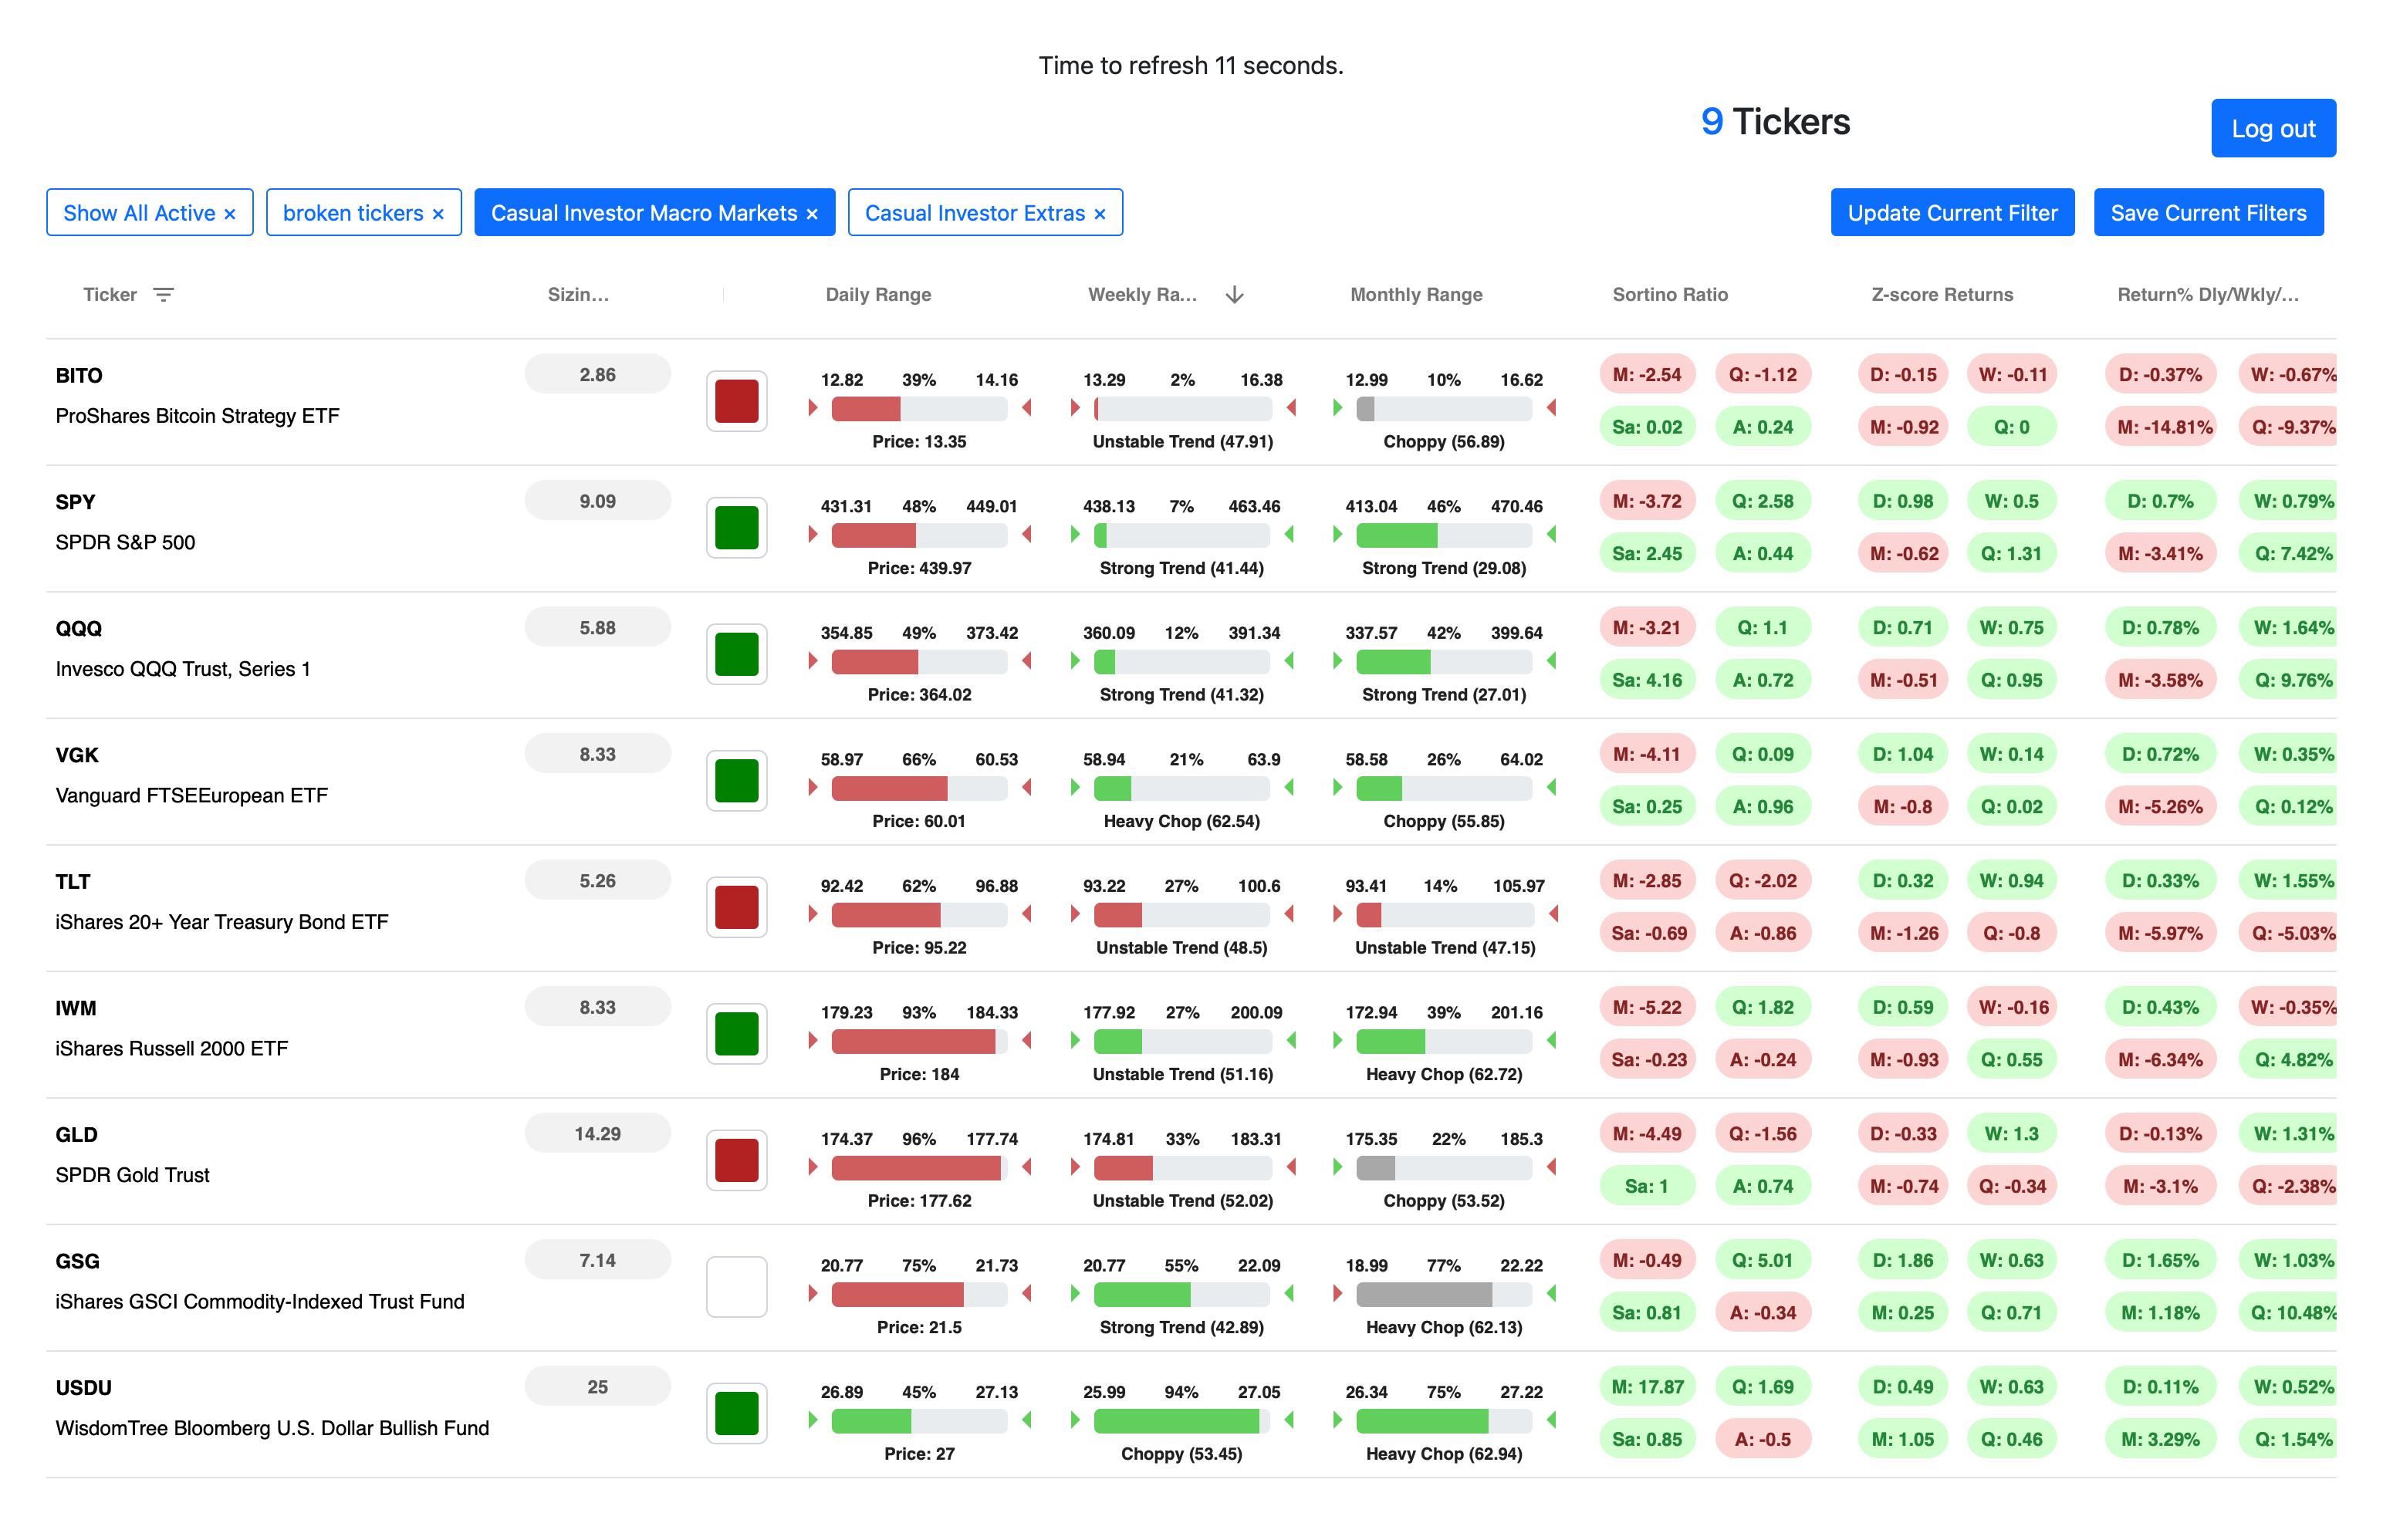 Time to refresh 11 seconds.
9 Tickers
Log out
Show All Active ×
broken tickers ×
Casual Investor Macro Markets ×
Casual Investor Extras ×
Update Current Filter
Save Current Filters
Ticker Sizin... Daily Range Weekly Ra... Monthly Range Sortino Ratio Z-score Returns Return% Dly/Wkly/...
BITO 2.86 M: -2.54 Q: -1.12 D: -0.15 W: -0.11 D: -0.37% W: -0.67%
12.82 39% 14.16 13.29 2% 16.38 12.99 10% 16.62
ProShares Bitcoin Strategy ETF Sa: 0.02 A: 0.24 M: -0.92 Q: 0 M: -14.81% Q: -9.37%
Price: 13.35 Unstable Trend (47.91) Choppy (56.89)
SPY 9.09 M: -3.72 Q: 2.58 D: 0.98 W: 0.5 D: 0.7% W: 0.79%
431.31 48% 449.01 438.13 7% 463.46 413.04 46% 470.46
SPDR S&P 500 Sa: 2.45 A: 0.44 M: -0.62 Q: 1.31 M: -3.41% Q: 7.42%
Price: 439.97 Strong Trend (41.44) Strong Trend (29.08)
QQQ 5.88 M: -3.21 Q: 1.1 D: 0.71 W: 0.75 D: 0.78% W: 1.64%
354.85 49% 373.42 360.09 12% 391.34 337.57 42% 399.64
Invesco QQQ Trust, Series 1 Sa: 4.16 A: 0.72 M: -0.51 Q: 0.95 M: -3.58% Q: 9.76%
Price: 364.02 Strong Trend (41.32) Strong Trend (27.01)
VGK 8.33 M: -4.11 Q: 0.09 D: 1.04 W: 0.14 D: 0.72% W: 0.35%
58.97 66% 60.53 58.94 21% 63.9 58.58 26% 64.02
Vanguard FTSEEuropean ETF Sa: 0.25 A: 0.96 M: -0.8 Q: 0.02 M: -5.26% Q: 0.12%
Price: 60.01 Heavy Chop (62.54) Choppy (55.85)
TLT 5.26 M: -2.85 Q: -2.02 D: 0.32 W: 0.94 D: 0.33% W: 1.55%
92.42 62% 96.88 93.22 27% 100.6 93.41 14% 105.97
iShares 20+ Year Treasury Bond ETF Sa: -0.69 A: -0.86 M: -1.26 Q: -0.8 M: -5.97% Q: -5.03%
Price: 95.22 Unstable Trend (48.5) Unstable Trend (47.15)
IWM 8.33 M: -5.22 Q: 1.82 D: 0.59 W: -0.16 D: 0.43% W: -0.35%
179.23 93% 184.33 177.92 27% 200.09 172.94 39% 201.16
iShares Russell 2000 ETF Sa: -0.23 A: -0.24 M: -0.93 Q: 0.55 M: -6.34% Q: 4.82%
Price: 184 Unstable Trend (51.16) Heavy Chop (62.72)
GLD 14.29 M: -4.49 Q: -1.56 D: -0.33 W: 1.3 D: -0.13% W: 1.31%
174.37 96% 177.74 174.81 33% 183.31 175.35 22% 185.3
SPDR Gold Trust Sa: 1 A: 0.74 M: -0.74 Q: -0.34 M: -3.1% Q: -2.38%
Price: 177.62 Unstable Trend (52.02) Choppy (53.52)
GSG 7.14 M: -0.49 Q: 5.01 D: 1.86 W: 0.63 D: 1.65% W: 1.03%
20.77 75% 21.73 20.77 55% 22.09 18.99 77% 22.22
iShares GSCI Commodity-Indexed Trust Fund Sa: 0.81 A: -0.34 M: 0.25 Q: 0.71 M: 1.18% Q: 10.48%
Price: 21.5 Strong Trend (42.89) Heavy Chop (62.13)
USDU 25 M: 17.87 Q: 1.69 D: 0.49 W: 0.63 D: 0.11% W: 0.52%
26.89 45% 27.13 25.99 94% 27.05 26.34 75% 27.22
WisdomTree Bloomberg U.S. Dollar Bullish Fund Sa: 0.85 A: -0.5 M: 1.05 Q: 0.46 M: 3.29% Q: 1.54%
Price: 27 Choppy (53.45) Heavy Chop (62.94)